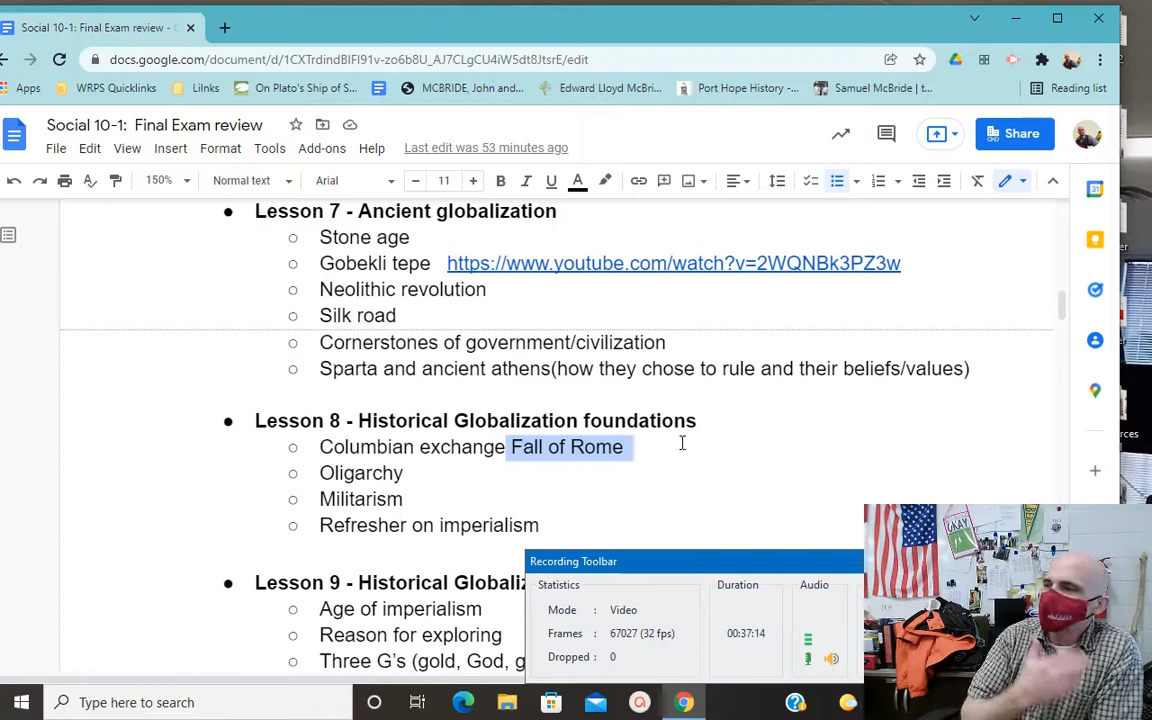 Social 10-1: Final Exam review - G
docs.google.com/document/d/1CXTrdindBIFI91v-zo6b8U_AJ7CLgCU4iW5dt8JtsrE/edit
Apps WRPS Quicklinks LiInks On Plato's Ship of S... MCBRIDE, John and... Edward Lloyd McBri... Port Hope History -... Samuel McBride | t... Reading list
Social 10-1: Final Exam review
Share
File Edit View Insert Format Tools Add-ons Help Last edit was 53 minutes ago
150% Normal text Arial 11 B I U A
31
Lesson 7 - Ancient globalization
Stone age
Gobekli tepe https://www.youtube.com/watch?v=2WQNBk3PZ3w
Neolithic revolution
Silk road
Cornerstones of government/civilization
Sparta and ancient athens(how they chose to rule and their beliefs/values)
Lesson 8 - Historical Globalization foundations
Columbian exchange Fall of Rome
Oligarchy
Militarism
Refresher on imperialism
Lesson 9 - Historical Globaliz
Age of imperialism
Reason for exploring
Three G's (gold, God, g
Recording Toolbar
Statistics Duration Audio
Mode : Video
Frames : 67027 (32 fps) 00:37:14
Dropped : 0
OKAY
Type here to search